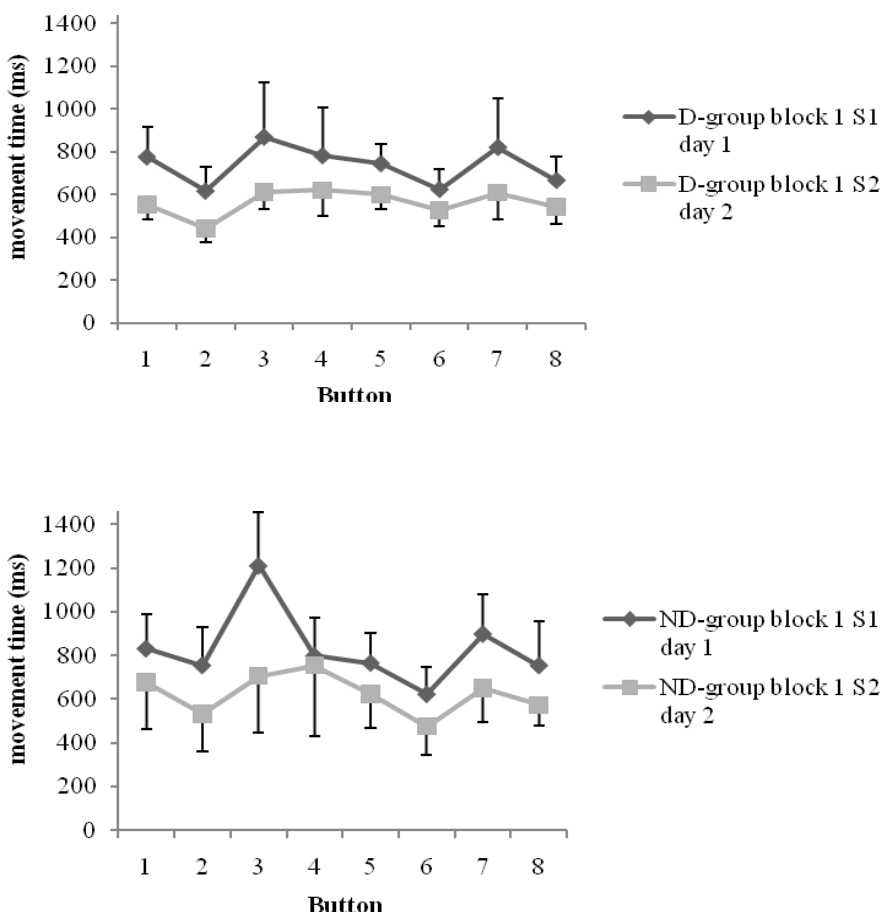 movement time (ms)
1400
1200
1000
800
600
400
200
0
1 2 3 4 5 6 7 8
Button
D-group block 1 S1
day 1
D-group block 1 S2
day 2
movement time (ms)
1400
1200
1000
800
600
400
200
0
1 2 3 4 5 6 7 8
Button
ND-group block 1 S1
day 1
ND-group block 1 S2
day 2